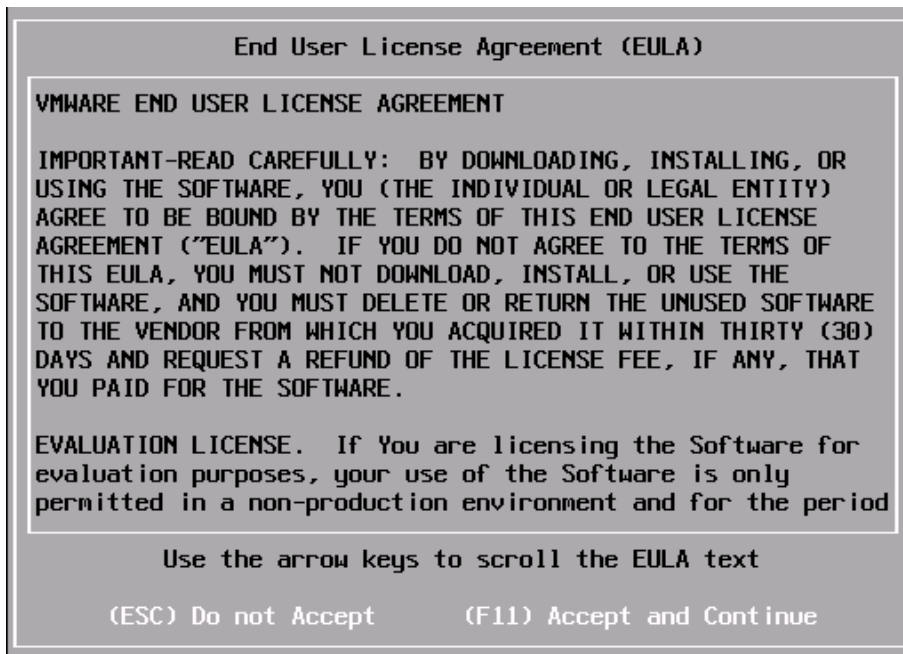 End User License Agreement (EULA)
VMWARE END USER LICENSE AGREEMENT
IMPORTANT-READ CAREFULLY:  BY DOWNLOADING, INSTALLING, OR
USING THE SOFTWARE, YOU (THE INDIVIDUAL OR LEGAL ENTITY)
AGREE TO BE BOUND BY THE TERMS OF THIS END USER LICENSE
AGREEMENT ("EULA").  IF YOU DO NOT AGREE TO THE TERMS OF
THIS EULA, YOU MUST NOT DOWNLOAD, INSTALL, OR USE THE
SOFTWARE, AND YOU MUST DELETE OR RETURN THE UNUSED SOFTWARE
TO THE VENDOR FROM WHICH YOU ACQUIRED IT WITHIN THIRTY (30)
DAYS AND REQUEST A REFUND OF THE LICENSE FEE, IF ANY, THAT
YOU PAID FOR THE SOFTWARE.
EVALUATION LICENSE.  If You are licensing the Software for
evaluation purposes, your use of the Software is only
permitted in a non-production environment and for the period
Use the arrow keys to scroll the EULA text
(ESC) Do not Accept (F11) Accept and Continue